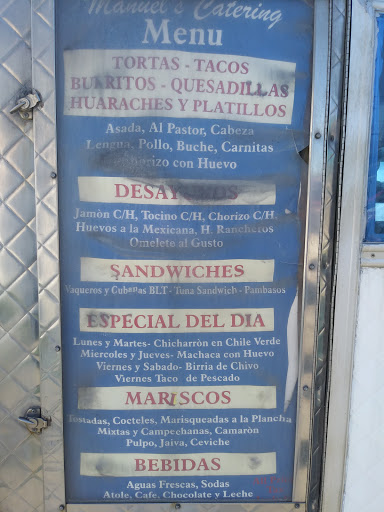 Manuel's Catering
Menu
TORTAS - TACOS
BURRITOS - QUESADILLAS
HUARACHES Y PLATILLOS
Asada, Al Pastor, Cabeza
Lengua, Pollo, Buche, Carnitas
Chorizo con Huevo
DESAYUNOS
Jamón C/H, Tocino C/H, Chorizo C/H.
Huevos a la Mexicana, H. Rancheros
Omelete al Gusto
SANDWICHES
Vaqueros y Cubanas BLT - Tuna Sandwich - Pambasos
ESPECIAL DEL DIA
Lunes y Martes- Chicharròn en Chile Verde
Miercoles y Jueves- Machaca con Huevo
Viernes y Sabado- Birria de Chivo
Viernes Taco de Pescado
MARISCOS
Tostadas, Cocteles, Marisqueadas a la Plancha
Mixtas y Campechanas, Camaròn
Pulpo, Jaiva, Ceviche
BEBIDAS
Aguas Frescas, Sodas
Atole, Cafe, Chocolate y Leche